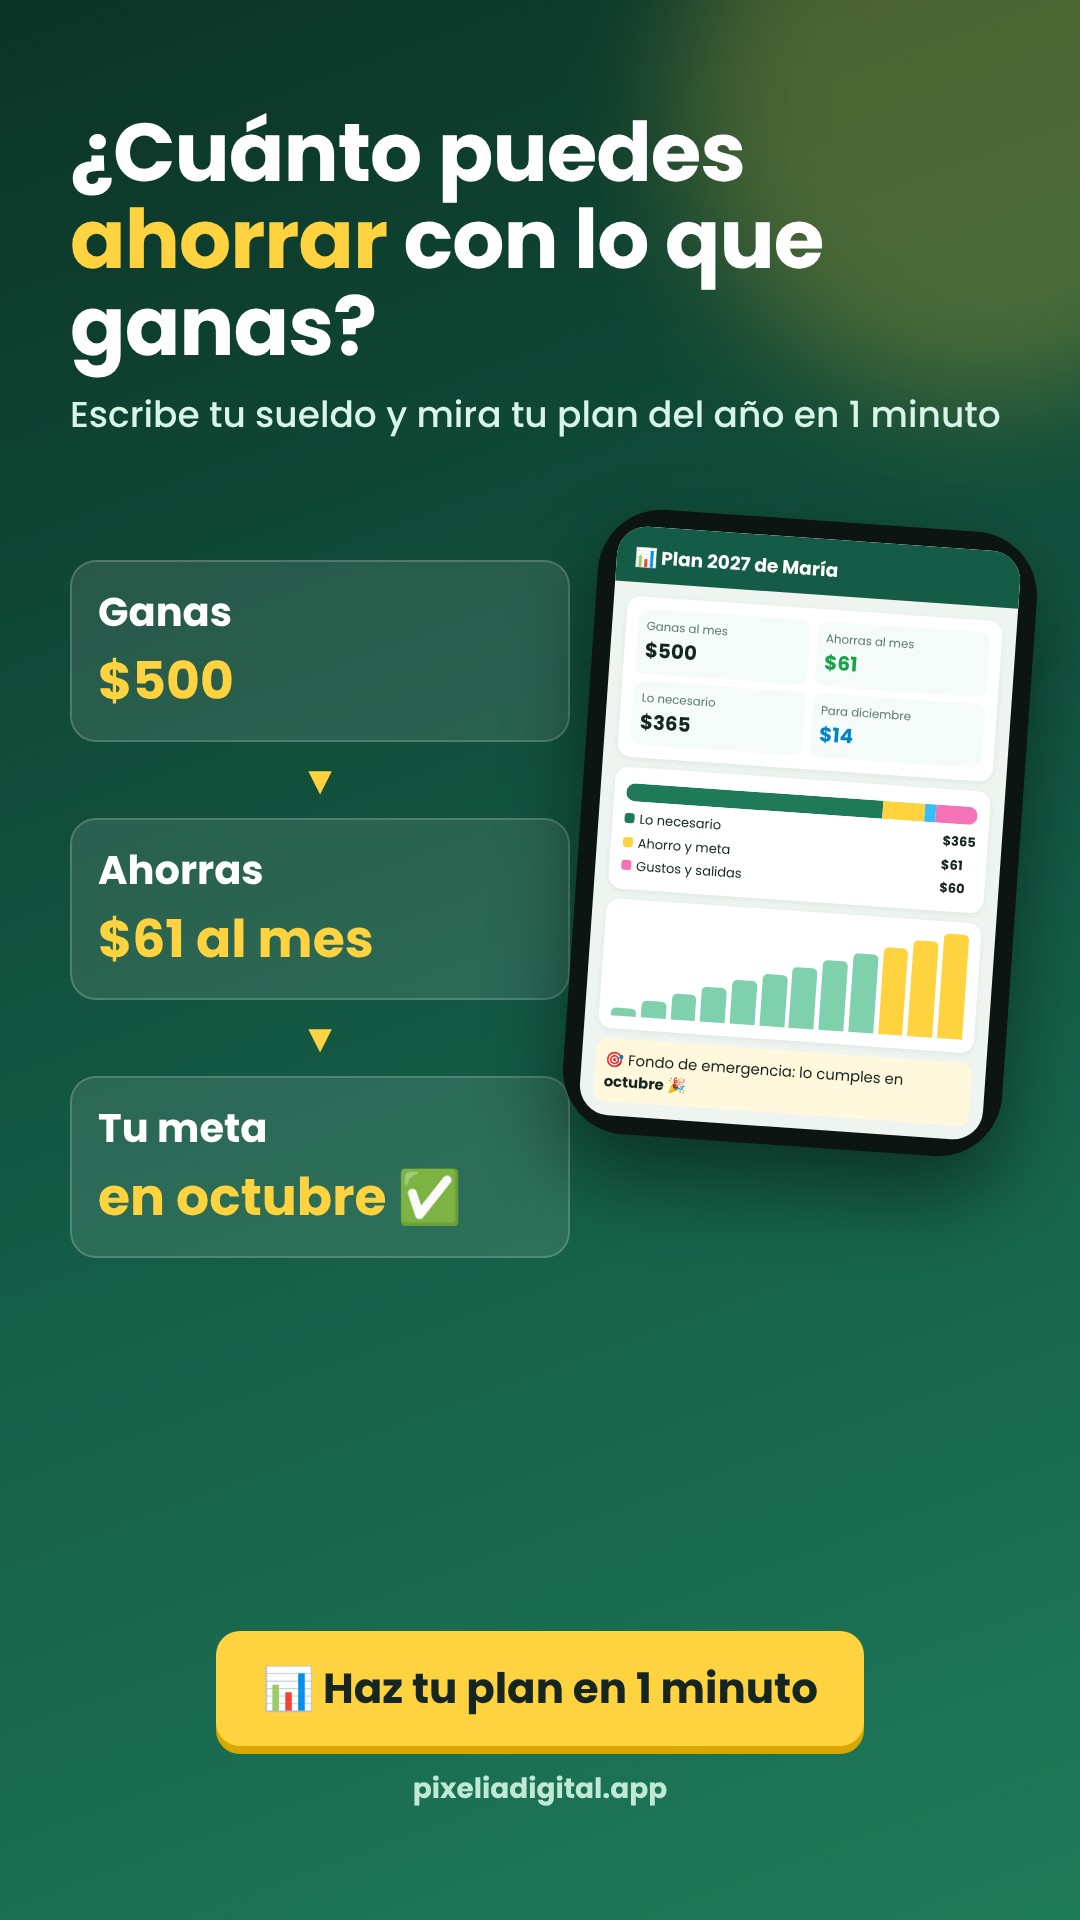 ¿Cuánto puedes
ahorrar con lo que
ganas?
Escribe tu sueldo y mira tu plan del año en 1 minuto
Ganas
$500
▼
Ahorras
$61 al mes
▼
Tu meta
en octubre ✅
📊 Plan 2027 de María
Ganas al mes
$500
Ahorras al mes
$61
Lo necesario
$365
Para diciembre
$14
Lo necesario $365
Ahorro y meta $61
Gustos y salidas $60
🎯 Fondo de emergencia: lo cumples en
octubre 🎉
📊 Haz tu plan en 1 minuto
pixeliadigital.app